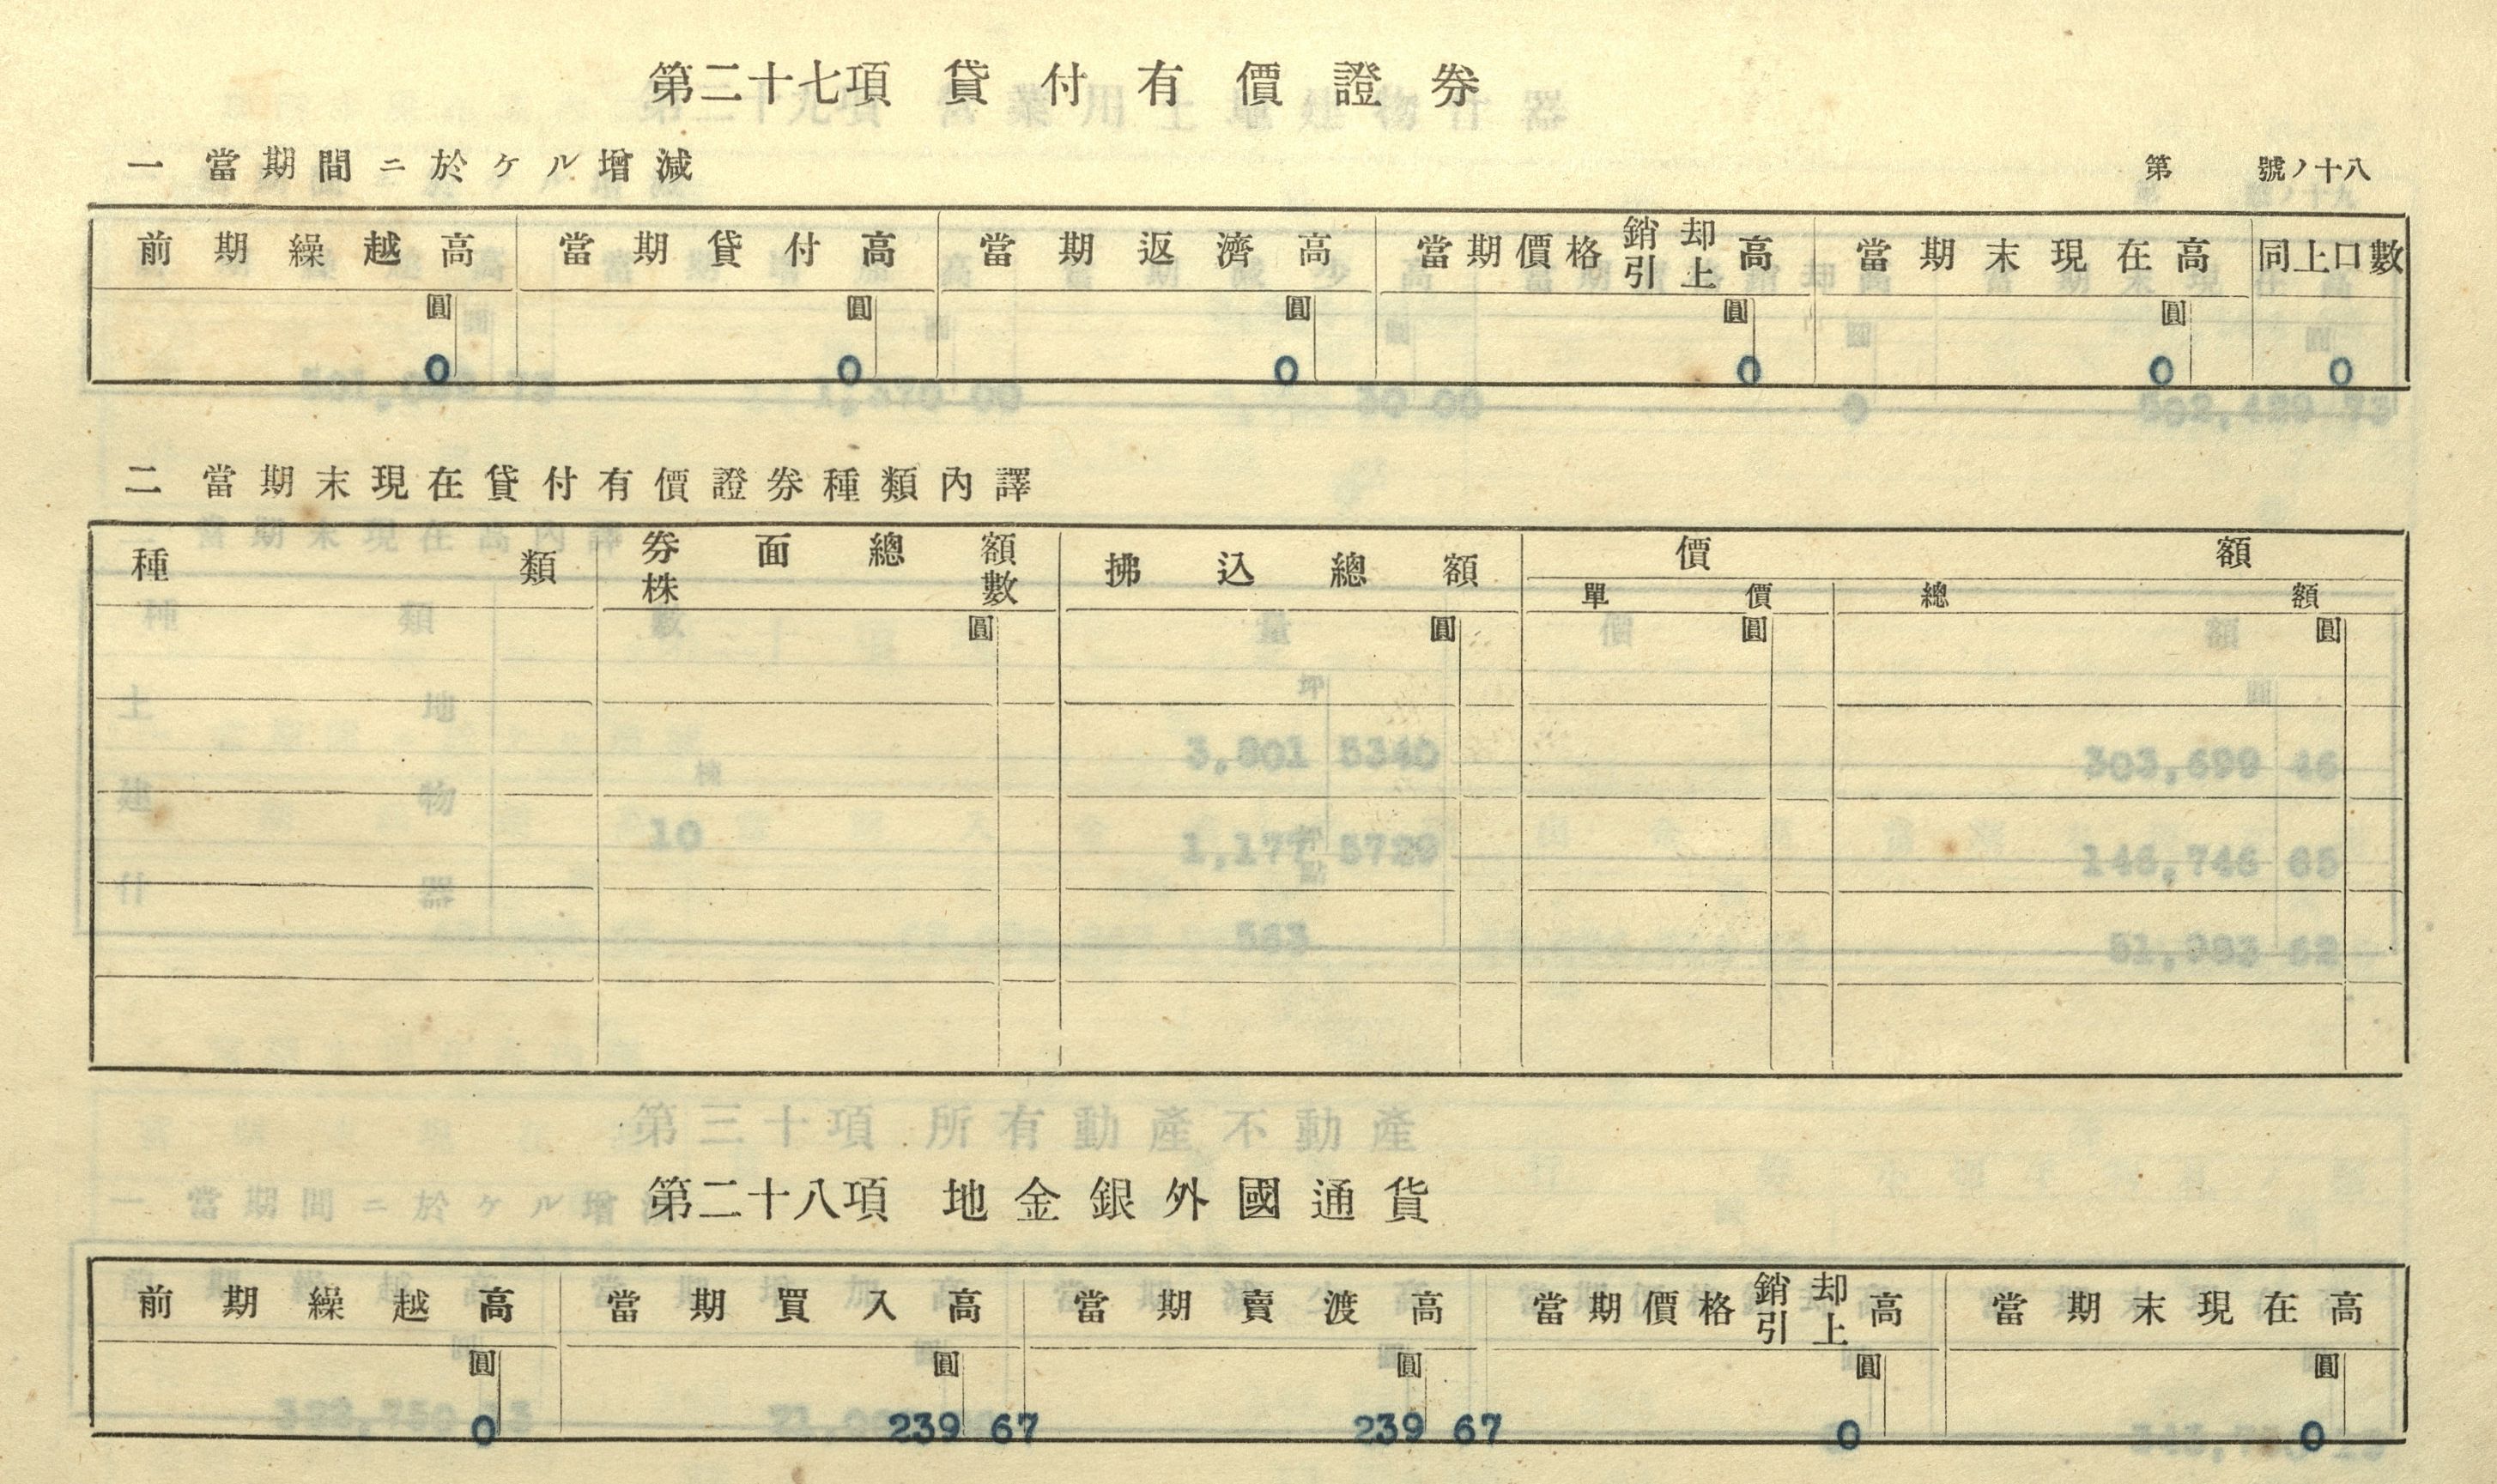 第二十七項 貸付有價證券
一 當期間ニ於ケル增減 第 號ノ十八
前期繰越高 當期貸付高 當期返濟高 當期價格銷却引上高 當期末現在高 同上口數
圓 圓 圓 圓 圓
0 0 0 0 0 0
二 當期末現在貸付有價證券種類內譯
種類 券面總額 株數 拂込總額 價額
單價 總額
圓 圓 圓 圓
第二十八項 地金銀外國通貨
前期繰越高 當期買入高 當期賣渡高 當期價格銷却引上高 當期末現在高
圓 圓 圓 圓 圓
0 239 67 239 67 0 0